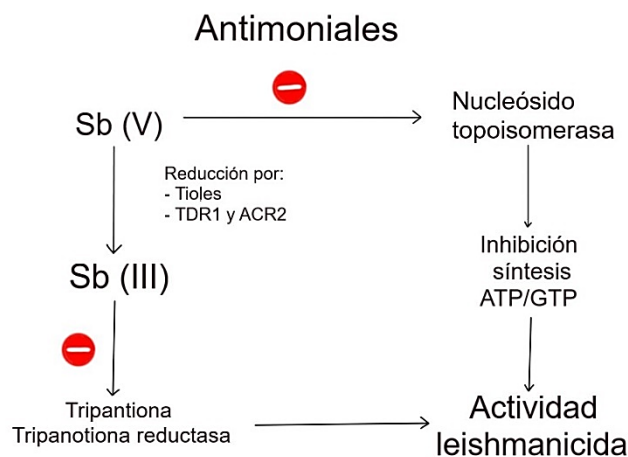 Antimoniales
Sb (V)
Nucleósido
topoisomerasa
Reducción por:
- Tioles
- TDR1 y ACR2
Sb (III)
Inhibición
síntesis
ATP/GTP
Tripantiona
Tripanotiona reductasa
Actividad
leishmanicida